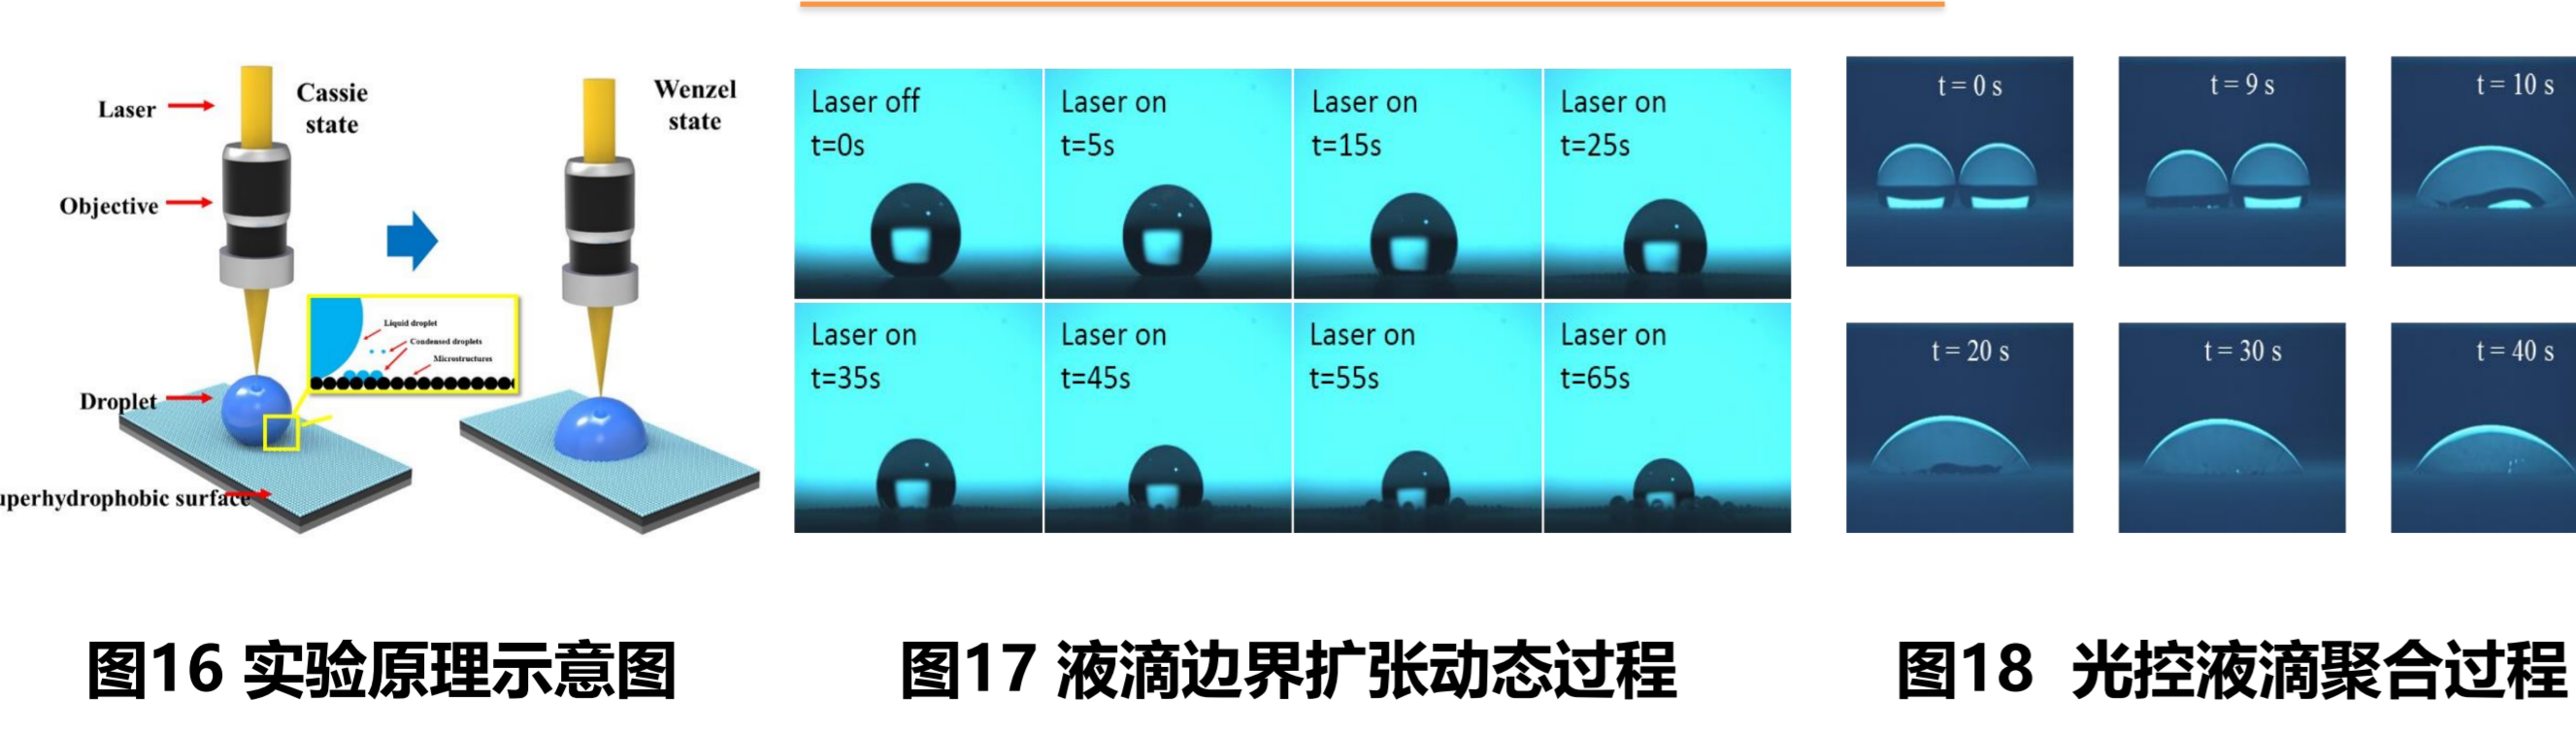 Laser
Cassie
state
Wenzel
state
Objective
Liquid droplet
Condensed droplets
Microstructures
Droplet
uperhydrophobic surface
图16 实验原理示意图
Laser off
t=0s
Laser on
t=5s
Laser on
t=15s
Laser on
t=25s
Laser on
t=35s
Laser on
t=45s
Laser on
t=55s
Laser on
t=65s
图17 液滴边界扩张动态过程
t = 0 s
t = 9 s
t = 10 s
t = 20 s
t = 30 s
t = 40 s
图18 光控液滴聚合过程